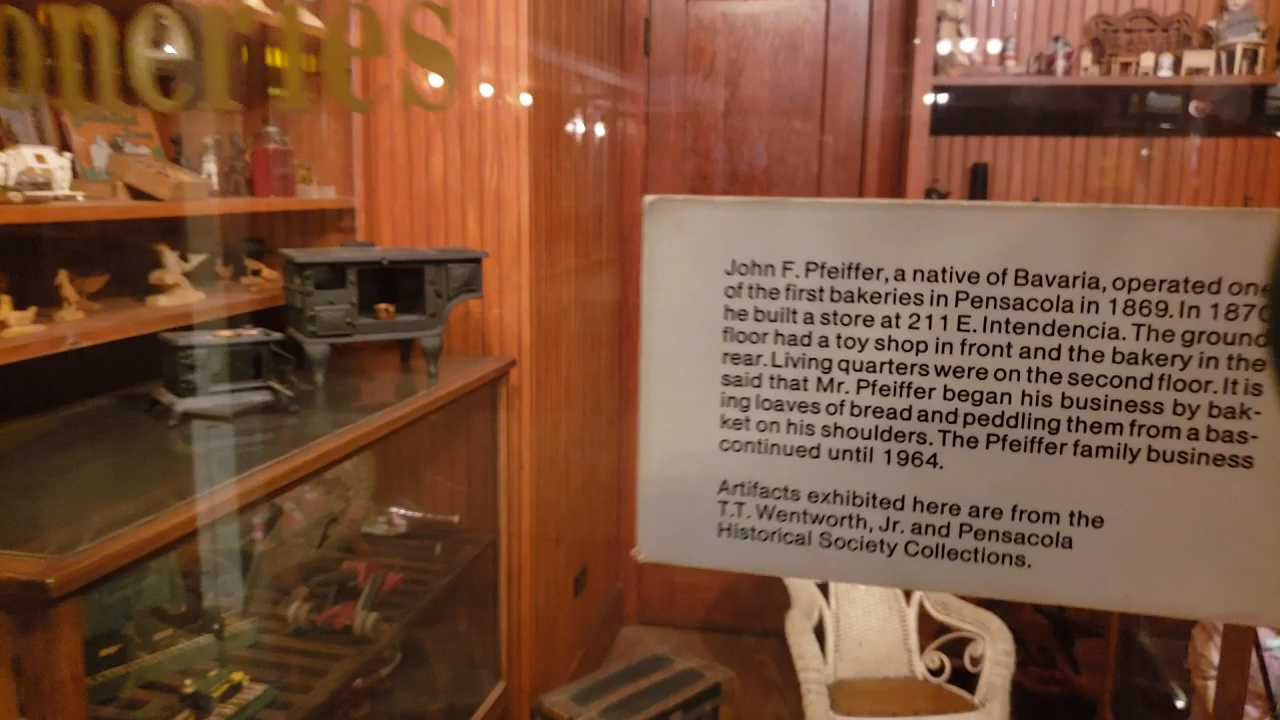 oneries
John F. Pfeiffer, a native of Bavaria, operated one
of the first bakeries in Pensacola in 1869. In 1870
he built a store at 211 E. Intendencia. The ground
floor had a toy shop in front and the bakery in the
rear. Living quarters were on the second floor. It is
said that Mr. Pfeiffer began his business by bak-
ing loaves of bread and peddling them from a bas-
ket on his shoulders. The Pfeiffer family business
continued until 1964.
Artifacts exhibited here are from the
T.T. Wentworth, Jr. and Pensacola
Historical Society Collections.